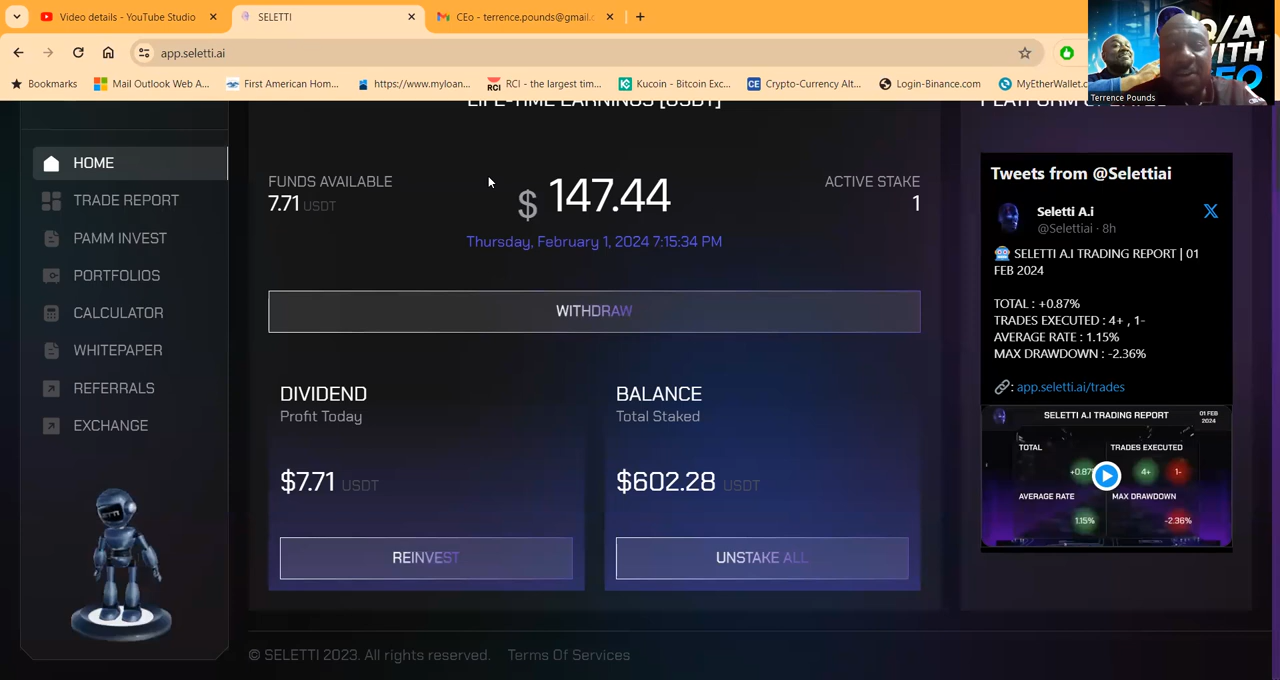 Video details - YouTube Studio
SELETTI
CEo - terrence.pounds@gmail.c
app.seletti.ai
Bookmarks
Mail Outlook Web A...
First American Hom...
https://www.myloan...
RCI - the largest tim...
Kucoin - Bitcoin Exc...
Crypto-Currency Alt...
Login-Binance.com
MyEtherWallet.c
Q/A
WITH
CEO
Terrence Pounds
LIFE-TIME EARNINGS [USDT]
HOME
TRADE REPORT
PAMM INVEST
PORTFOLIOS
CALCULATOR
WHITEPAPER
REFERRALS
EXCHANGE
FUNDS AVAILABLE
7.71 USDT
$ 147.44
ACTIVE STAKE
1
Thursday, February 1, 2024 7:15:34 PM
WITHDRAW
DIVIDEND
Profit Today
$7.71 USDT
REINVEST
BALANCE
Total Staked
$602.28 USDT
UNSTAKE ALL
Tweets from @Selettiai
Seletti A.i
@Selettiai · 8h
SELETTI A.I TRADING REPORT | 01
FEB 2024
TOTAL : +0.87%
TRADES EXECUTED : 4+ , 1-
AVERAGE RATE : 1.15%
MAX DRAWDOWN : -2.36%
: app.seletti.ai/trades
SELETTI A.I TRADING REPORT
01 FEB
2024
TOTAL
TRADES EXECUTED
+0.87
4+
1-
AVERAGE RATE
MAX DRAWDOWN
1.15%
-2.36%
© SELETTI 2023. All rights reserved.
Terms Of Services